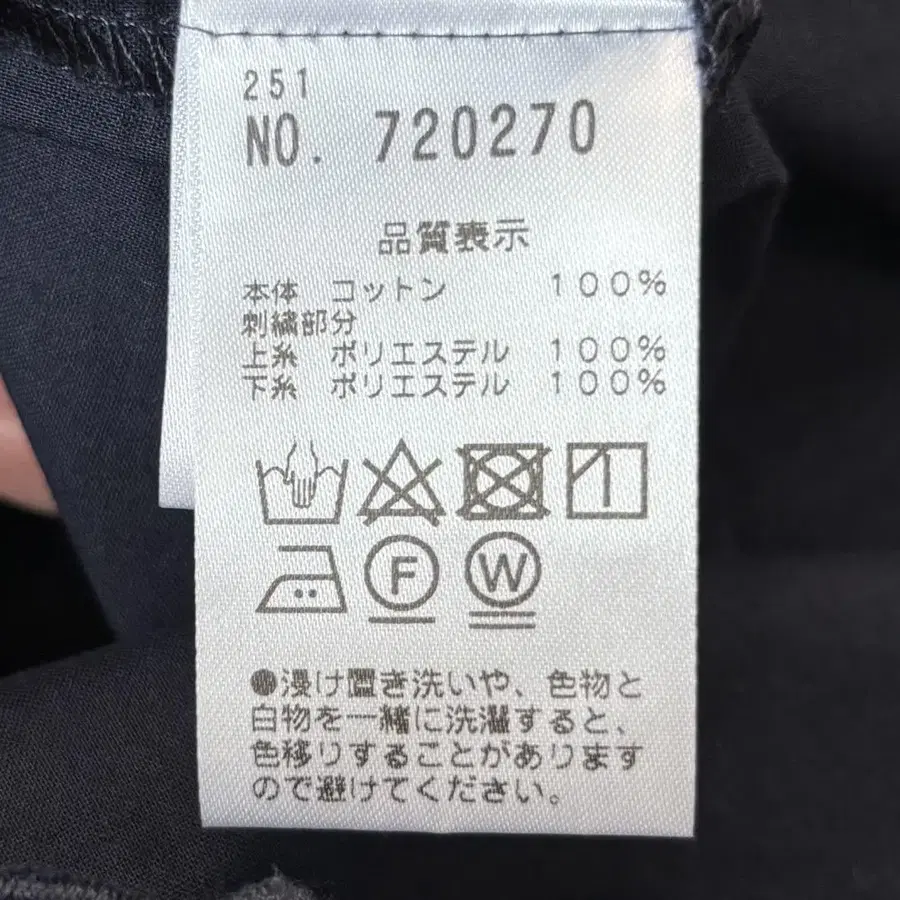 251
NO. 720270
品質表示
本体 コットン 100%
刺繍部分
上糸 ポリエステル 100%
下糸 ポリエステル 100%
F W
●浸け置き洗いや、色物と
白物を一緒に洗濯すると、
色移りすることがあります
ので避けてください。